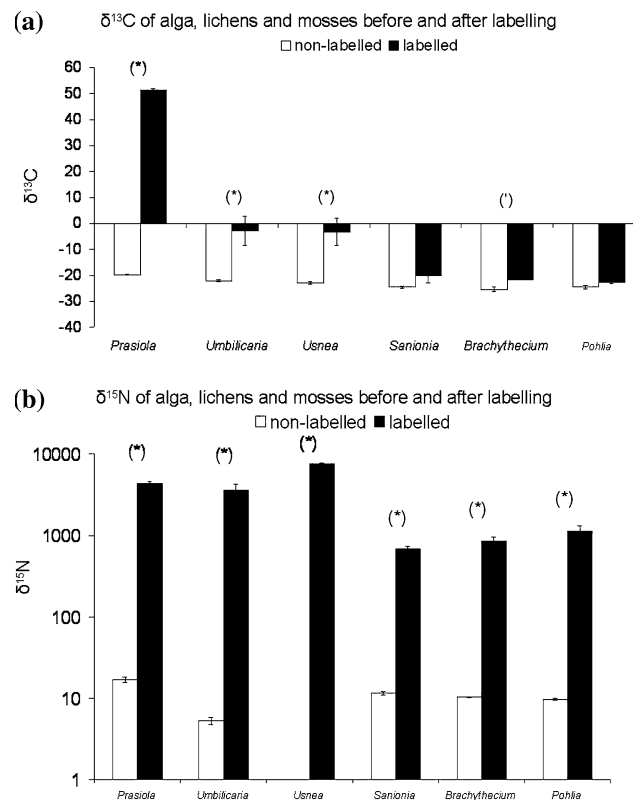 (a)
δ¹³C of alga, lichens and mosses before and after labelling
non-labelled labelled
60
50
40
30
20
10
0
-10
-20
-30
-40
δ¹³C
(*)
(*)
(*)
(')
Prasiola Umbilicaria Usnea Sanionia Brachythecium Pohlia
(b)
δ¹⁵N of alga, lichens and mosses before and after labelling
non-labelled labelled
10000
1000
100
10
1
δ¹⁵N
(*)
(*)
(*)
(*)
(*)
(*)
Prasiola Umbilicaria Usnea Sanionia Brachythecium Pohlia